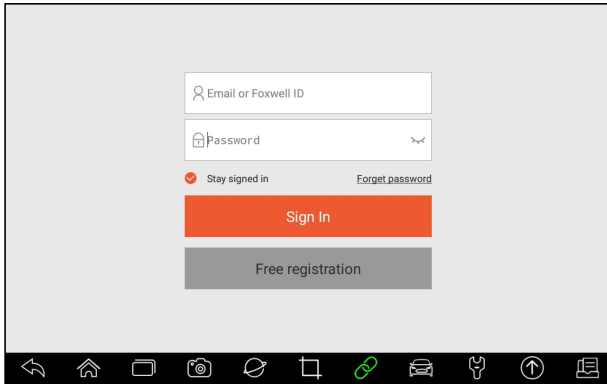 Email or Foxwell ID
Password
Stay signed in Forget password
Sign In
Free registration